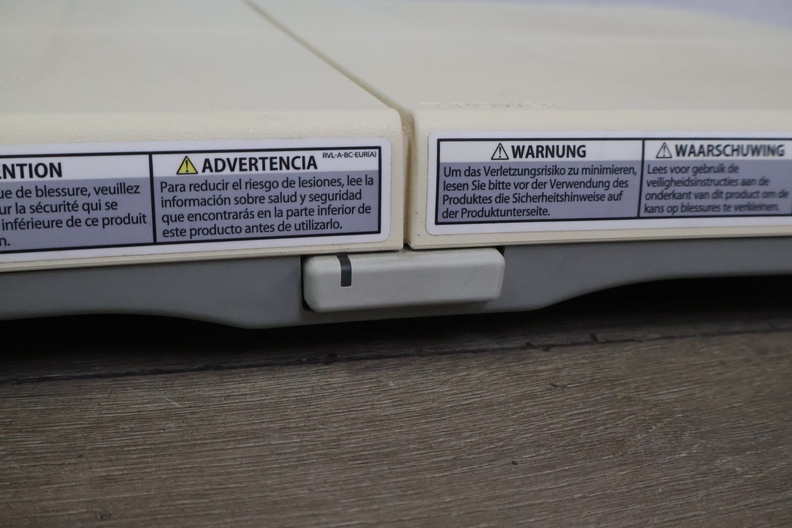 NTION
ue de blessure, veuillez
ur la sécurité qui se
inférieure de ce produit
n.
ADVERTENCIA
RVL-A-BC-EUR(A)
Para reducir el riesgo de lesiones, lee la
información sobre salud y seguridad
que encontrarás en la parte inferior de
este producto antes de utilizarlo.
WARNUNG
Um das Verletzungsrisiko zu minimieren,
lesen Sie bitte vor der Verwendung des
Produktes die Sicherheitshinweise auf
der Produktunterseite.
WAARSCHUWING
Lees voor gebruik de
veiligheidsinstructies aan de
onderkant van dit product om de
kans op blessures te verkleinen.